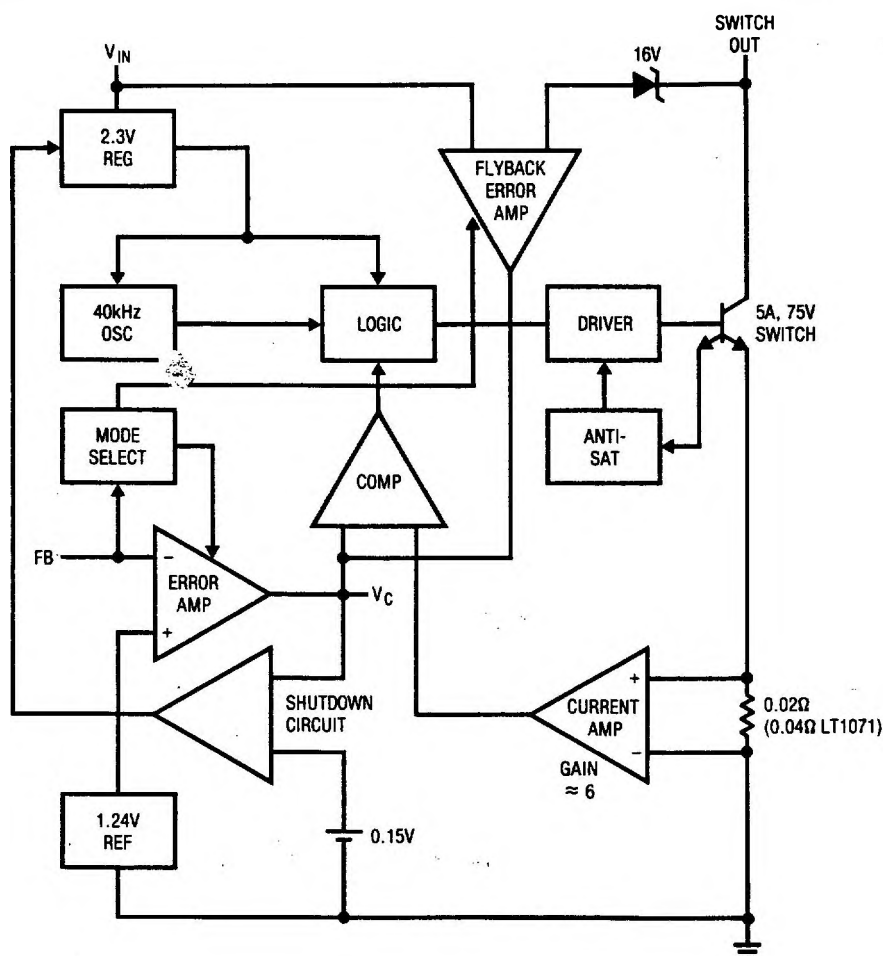 SWITCH
OUT
V_IN
16V
2.3V
REG
FLYBACK
ERROR
AMP
40kHz
OSC
LOGIC
DRIVER
5A, 75V
SWITCH
MODE
SELECT
ANTI-
SAT
COMP
FB
−
ERROR
AMP
+
V_C
SHUTDOWN
CIRCUIT
+
CURRENT
AMP
−
GAIN
≈ 6
0.02Ω
(0.04Ω LT1071)
1.24V
REF
0.15V